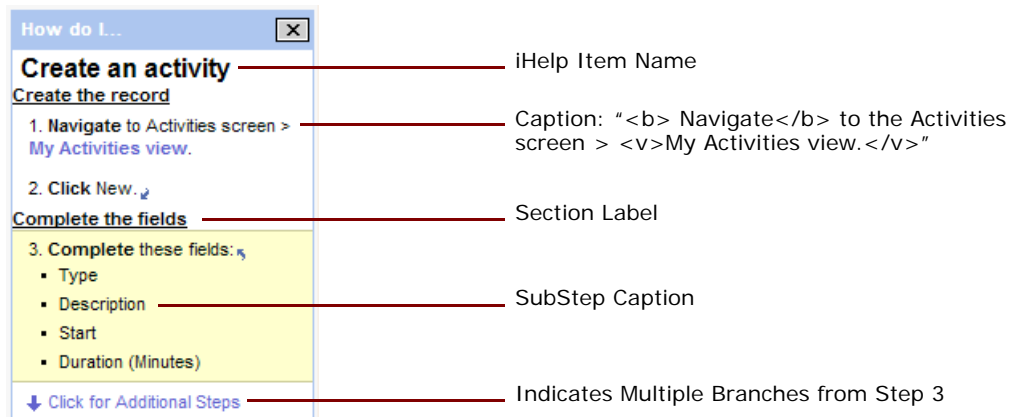 How do I...
Create an activity
iHelp Item Name
Create the record
1. Navigate to Activities screen >
My Activities view.
Caption: “<b> Navigate</b> to the Activities
screen > <v>My Activities view.</v>”
2. Click New.
Complete the fields
Section Label
3. Complete these fields:
▪ Type
▪ Description
SubStep Caption
▪ Start
▪ Duration (Minutes)
Click for Additional Steps
Indicates Multiple Branches from Step 3